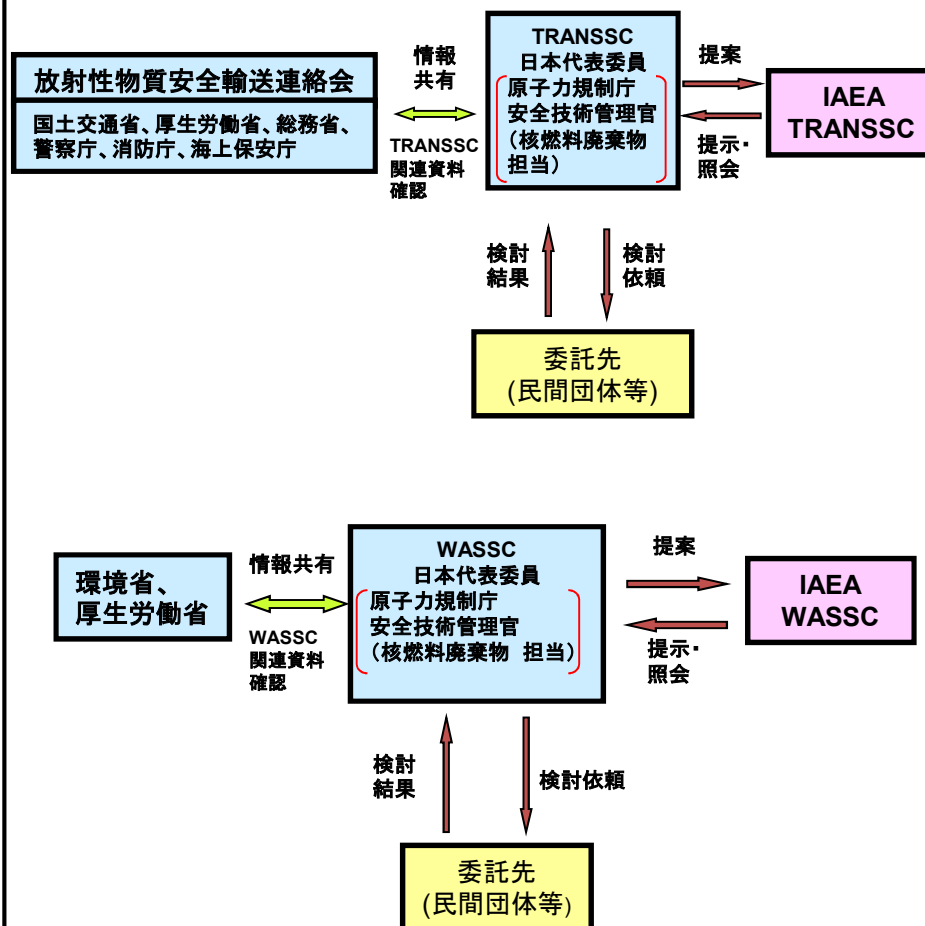 放射性物質安全輸送連絡会
国土交通省、厚生労働省、総務省、
警察庁、消防庁、海上保安庁
情報
共有
TRANSSC
関連資料
確認
TRANSSC
日本代表委員
原子力規制庁
安全技術管理官
(核燃料廃棄物
担当)
提案
提示・
照会
IAEA
TRANSSC
検討
結果
検討
依頼
委託先
(民間団体等)
環境省、
厚生労働省
情報共有
WASSC
関連資料
確認
WASSC
日本代表委員
原子力規制庁
安全技術管理官
(核燃料廃棄物 担当)
提案
提示・
照会
IAEA
WASSC
検討
結果
検討依頼
委託先
(民間団体等)